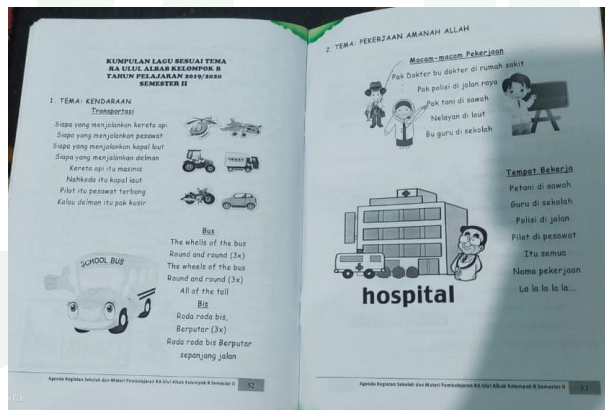 KUMPULAN LAGU SESUAI TEMA
RA ULUL ALBAB KELOMPOK B
TAHUN PELAJARAN 2019/2020
SEMESTER II
1. TEMA: KENDARAAN
Transportasi
Siapa yang menjalankan kereta api
Siapa yang menjalankan pesawat
Siapa yang menjalankan kapal laut
Siapa yang menjalankan delman
Kereta api itu masinis
Nahkoda itu kapal laut
Pilot itu pesawat terbang
Kalau delman itu pak kusir
Bus
The whells of the bus
Round and round (3x)
The wheels of the bus
Round and round (3x)
All of the tall
Bis
Roda roda bis,
Berputar (3x)
Roda roda bis Berputar
sepanjang jalan
SCHOOL BUS
Agenda Kegiatan Sekolah dan Materi Pembelajaran RA Ulul Albab Kelompok B Semester II
52
2. TEMA: PEKERJAAN AMANAH ALLAH
Macam-macam Pekerjaan
Pak Dokter bu dokter di rumah sakit
Pak polisi di jalan raya
Pak tani di sawah
Nelayan di laut
Bu guru di sekolah
Tempat Bekerja
Petani di sawah
Guru di sekolah
Polisi di jalan
Pilot di pesawat
Itu semua
Nama pekerjaan
La la la la la....
hospital
Agenda Kegiatan Sekolah dan Materi Pembelajaran RA Ulul Albab Kelompok B Semester II
53